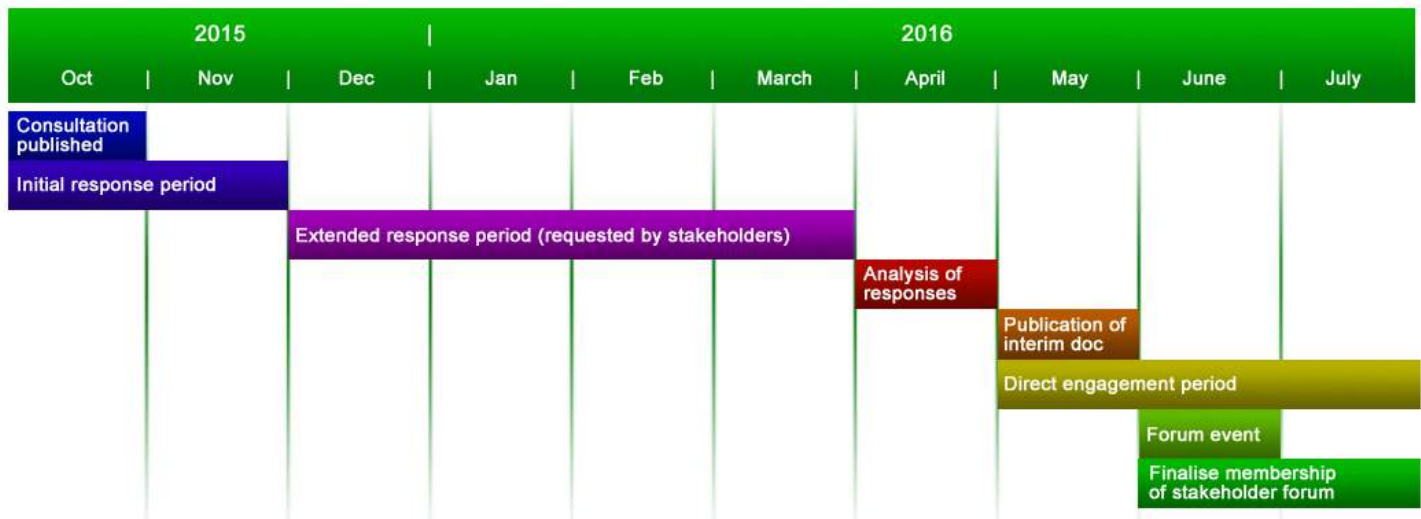 2015 | 2016
Oct | Nov | Dec | Jan | Feb | March | April | May | June | July
Consultation
published
Initial response period
Extended response period (requested by stakeholders)
Analysis of
responses
Publication of
interim doc
Direct engagement period
Forum event
Finalise membership
of stakeholder forum